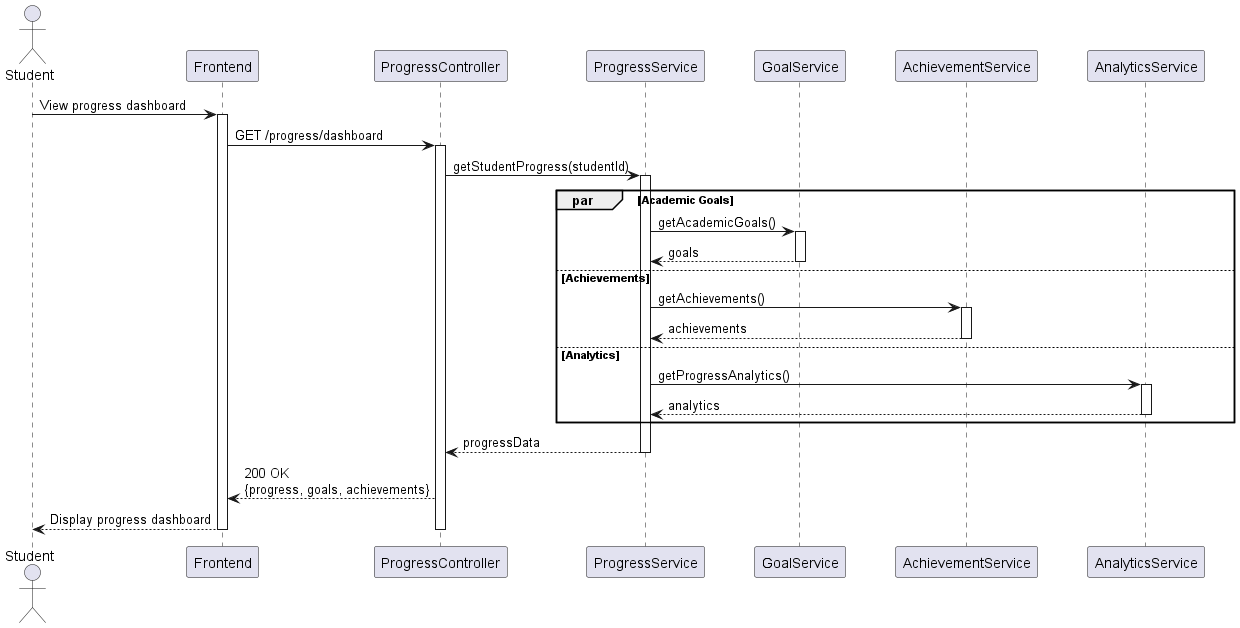 Student
Frontend
ProgressController
ProgressService
GoalService
AchievementService
AnalyticsService
View progress dashboard
GET /progress/dashboard
getStudentProgress(studentId)
par
[Academic Goals]
getAcademicGoals()
goals
[Achievements]
getAchievements()
achievements
[Analytics]
getProgressAnalytics()
analytics
progressData
200 OK
{progress, goals, achievements}
Display progress dashboard
Student
Frontend
ProgressController
ProgressService
GoalService
AchievementService
AnalyticsService